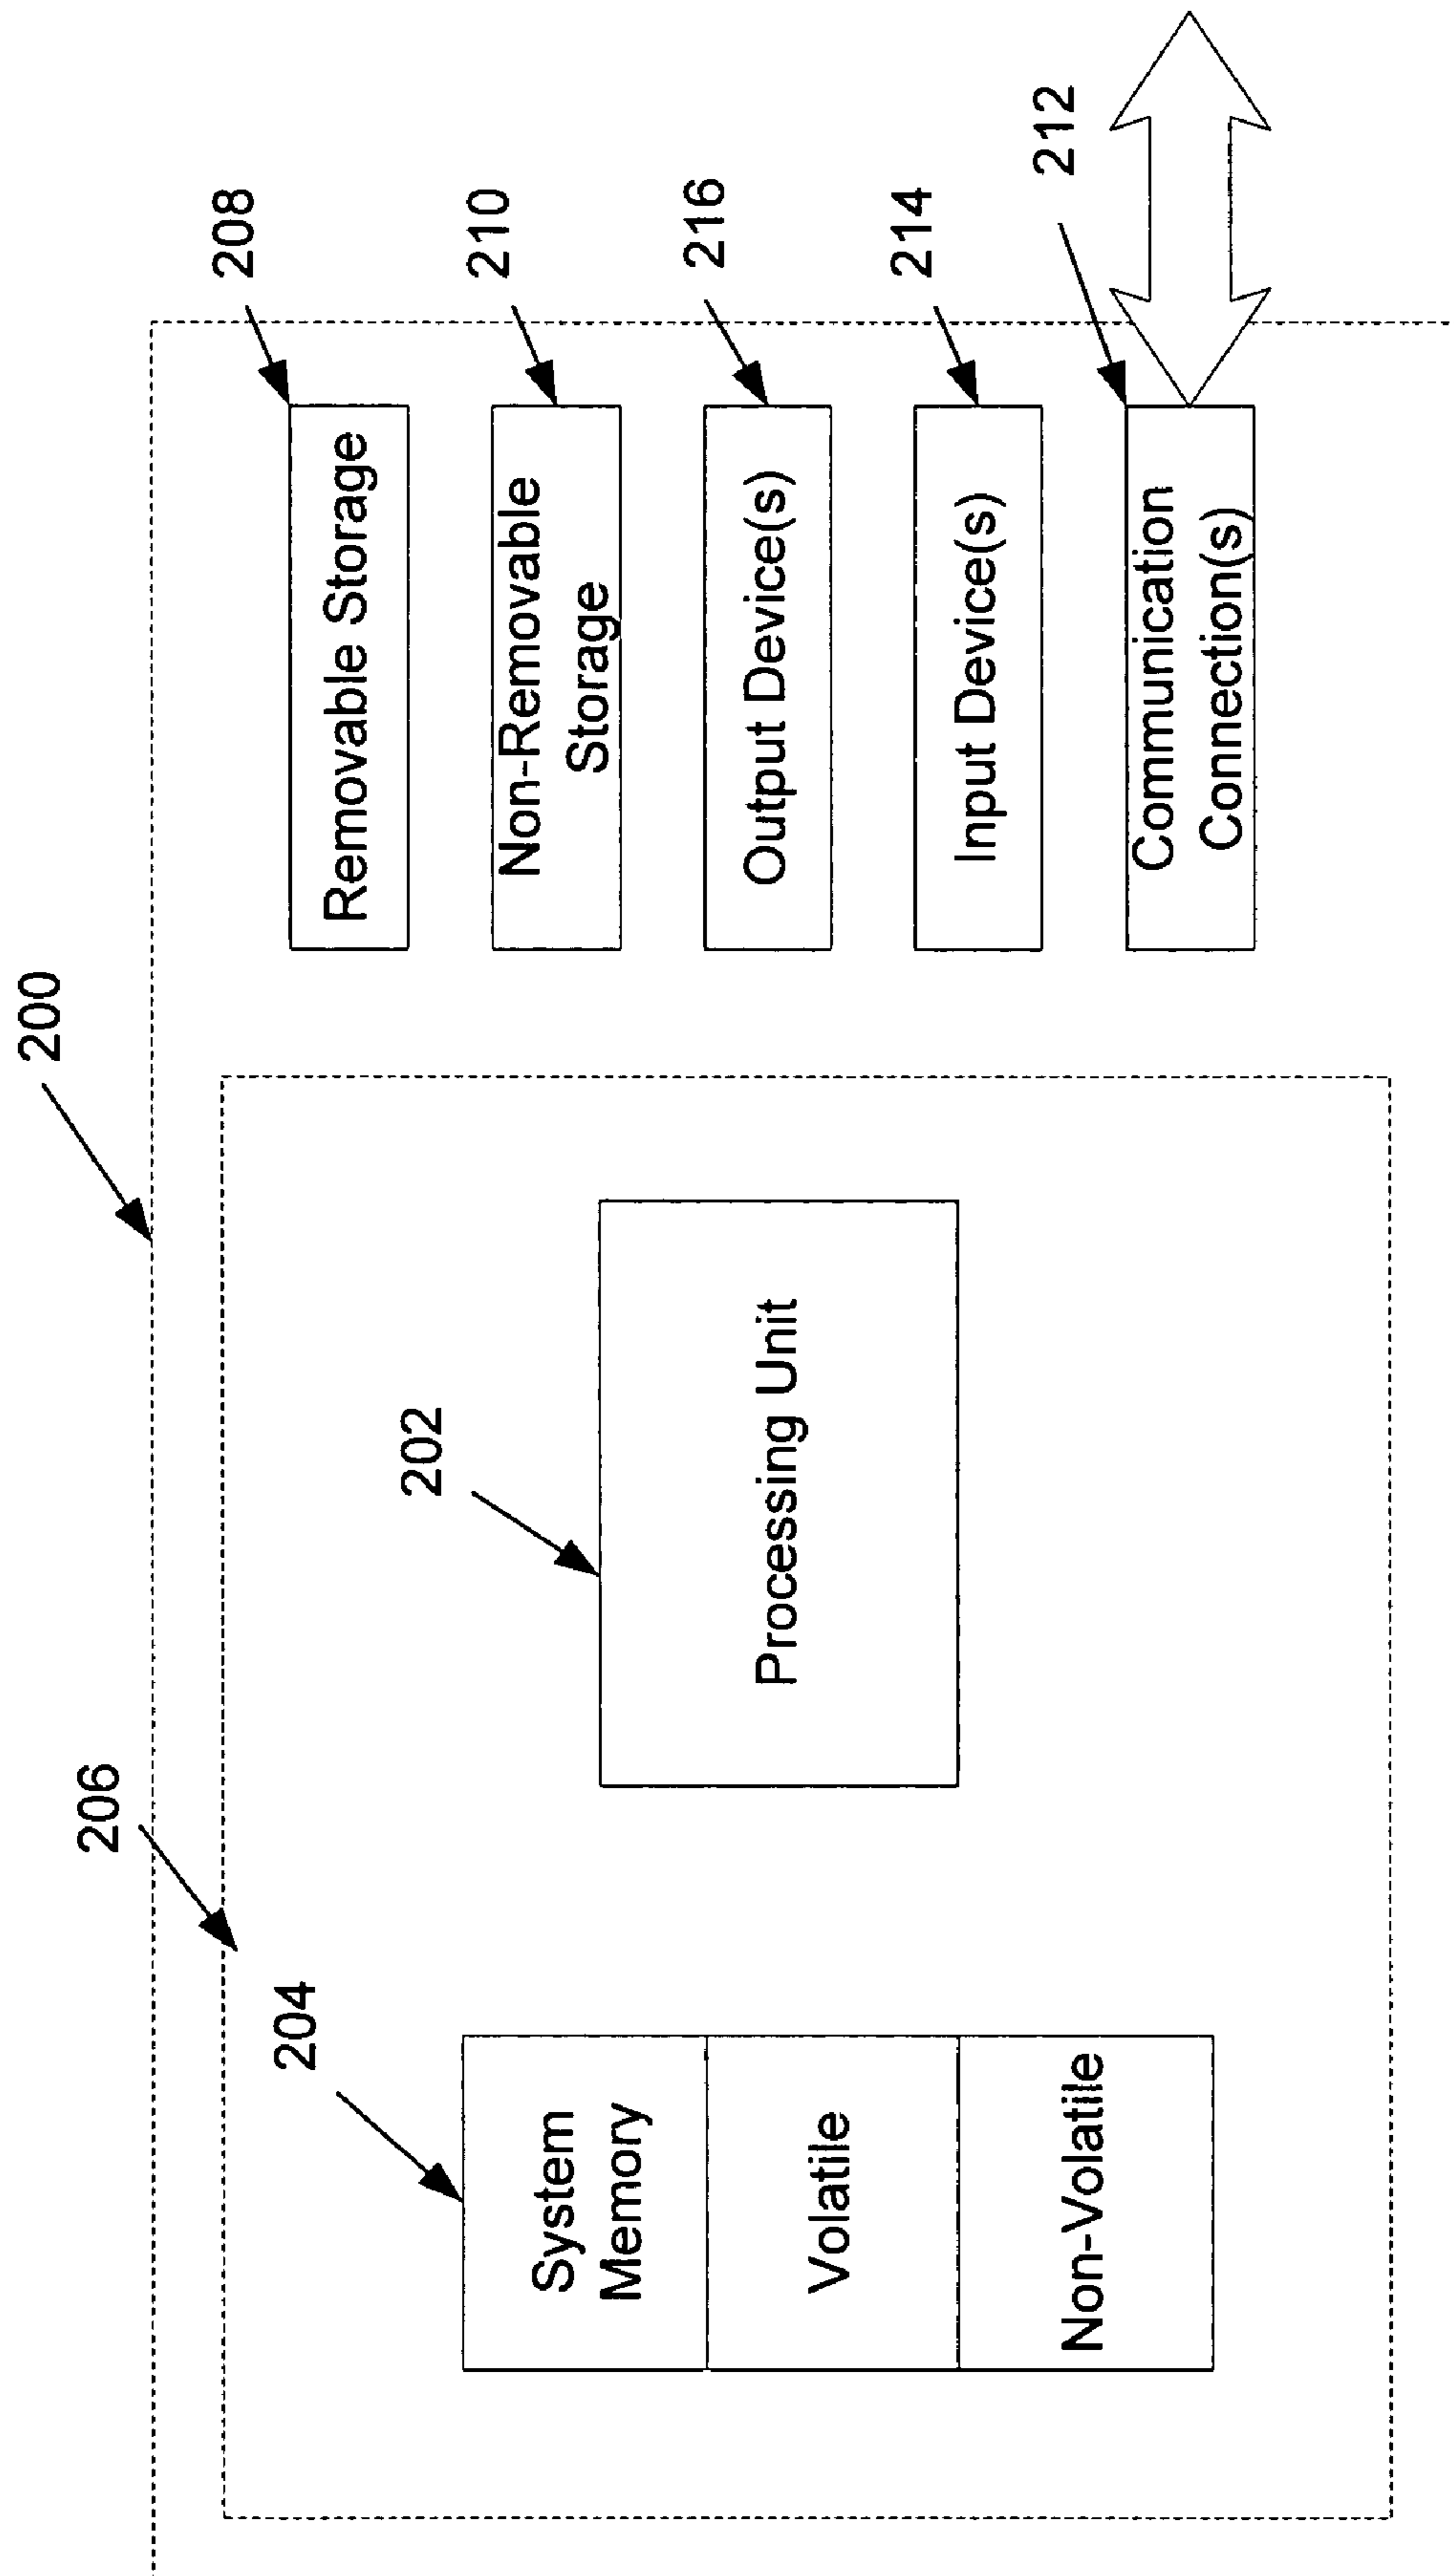 200
206
208
204
Removable Storage
202
210
System
Memory
Non-Removable
Storage
216
Volatile
Processing Unit
Output Device(s)
214
Input Device(s)
Non-Volatile
212
Communication
Connection(s)